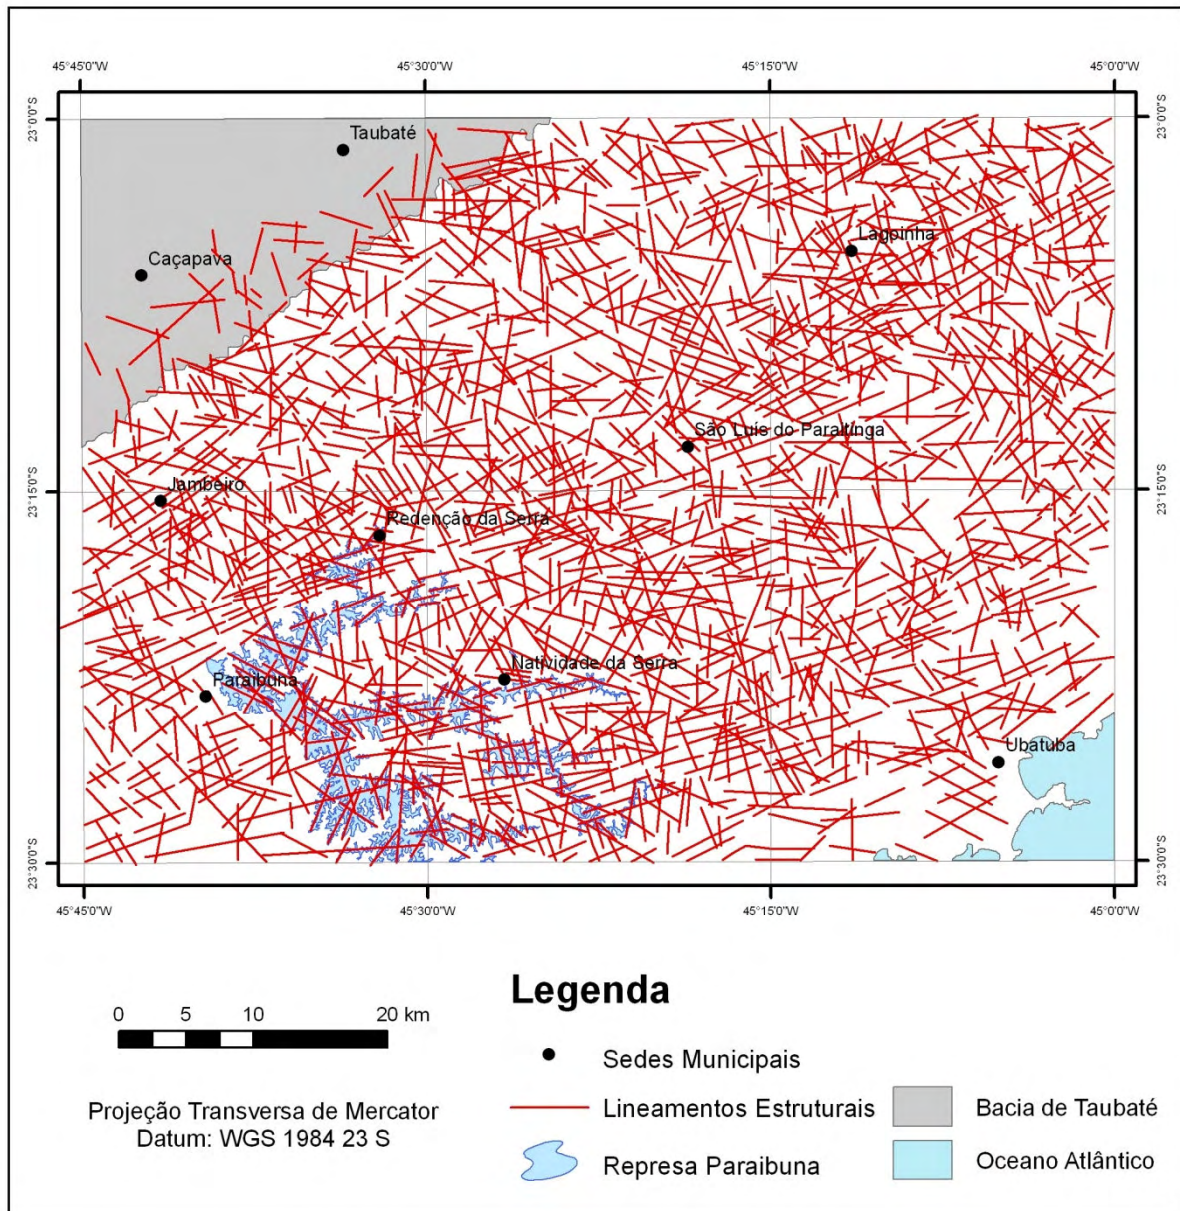 45°45'0"W 45°30'0"W 45°15'0"W 45°0'0"W
23°0'0"S 23°0'0"S
Taubaté
Lagoinha
Caçapava
São Luís do Paraitinga
Jambeiro
23°15'0"S 23°15'0"S
Redenção da Serra
Natividade da Serra
Paraibuna
Ubatuba
23°30'0"S 23°30'0"S
45°45'0"W 45°30'0"W 45°15'0"W 45°0'0"W
Legenda
0 5 10 20 km
Sedes Municipais
Projeção Transversa de Mercator
Datum: WGS 1984 23 S
Lineamentos Estruturais
Bacia de Taubaté
Represa Paraibuna
Oceano Atlântico